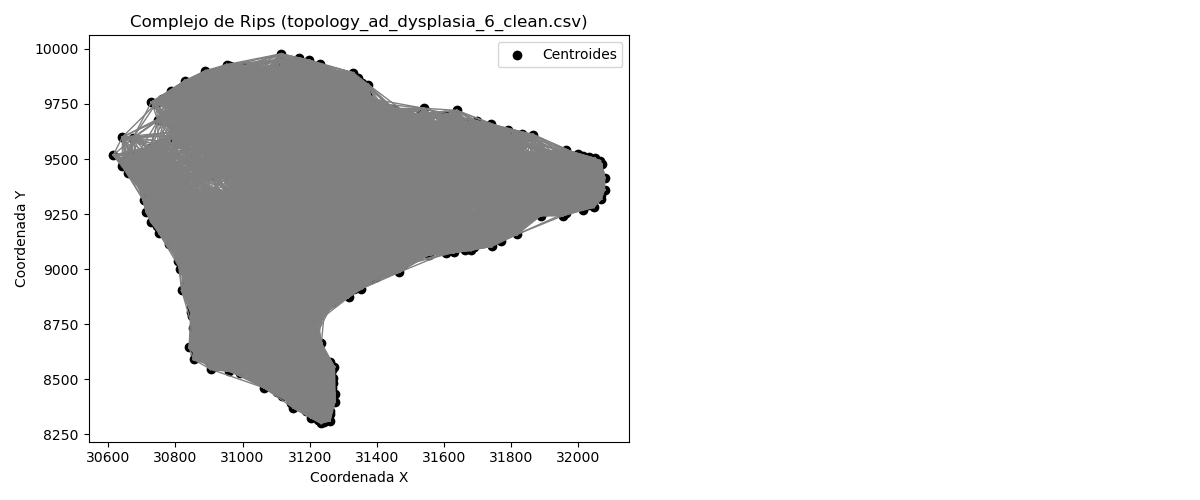 Complejo de Rips (topology_ad_dysplasia_6_clean.csv)
Centroides
10000
9750
9500
9250
9000
8750
8500
8250
Coordenada Y
30600 30800 31000 31200 31400 31600 31800 32000
Coordenada X